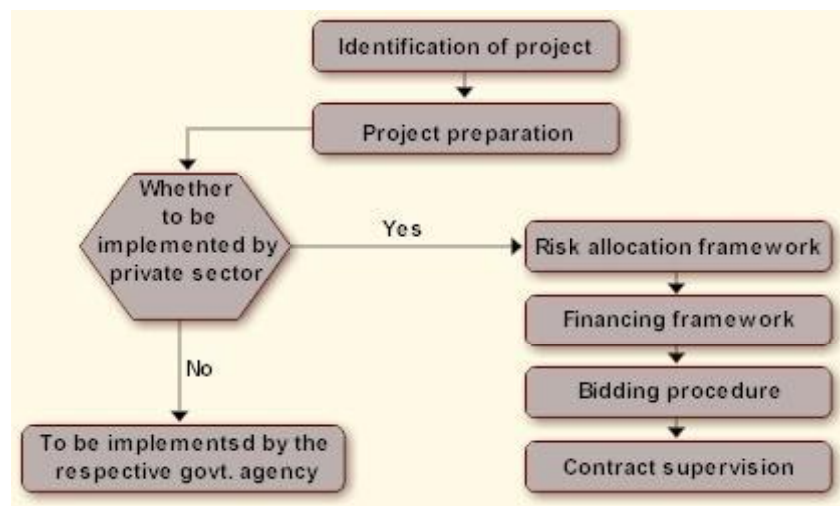 Identification of project
Project preparation
Whether
to be
implemented by
private sector
Yes
Risk allocation framework
Financing framework
No
Bidding procedure
To be implementsd by the
respective govt. agency
Contract supervision